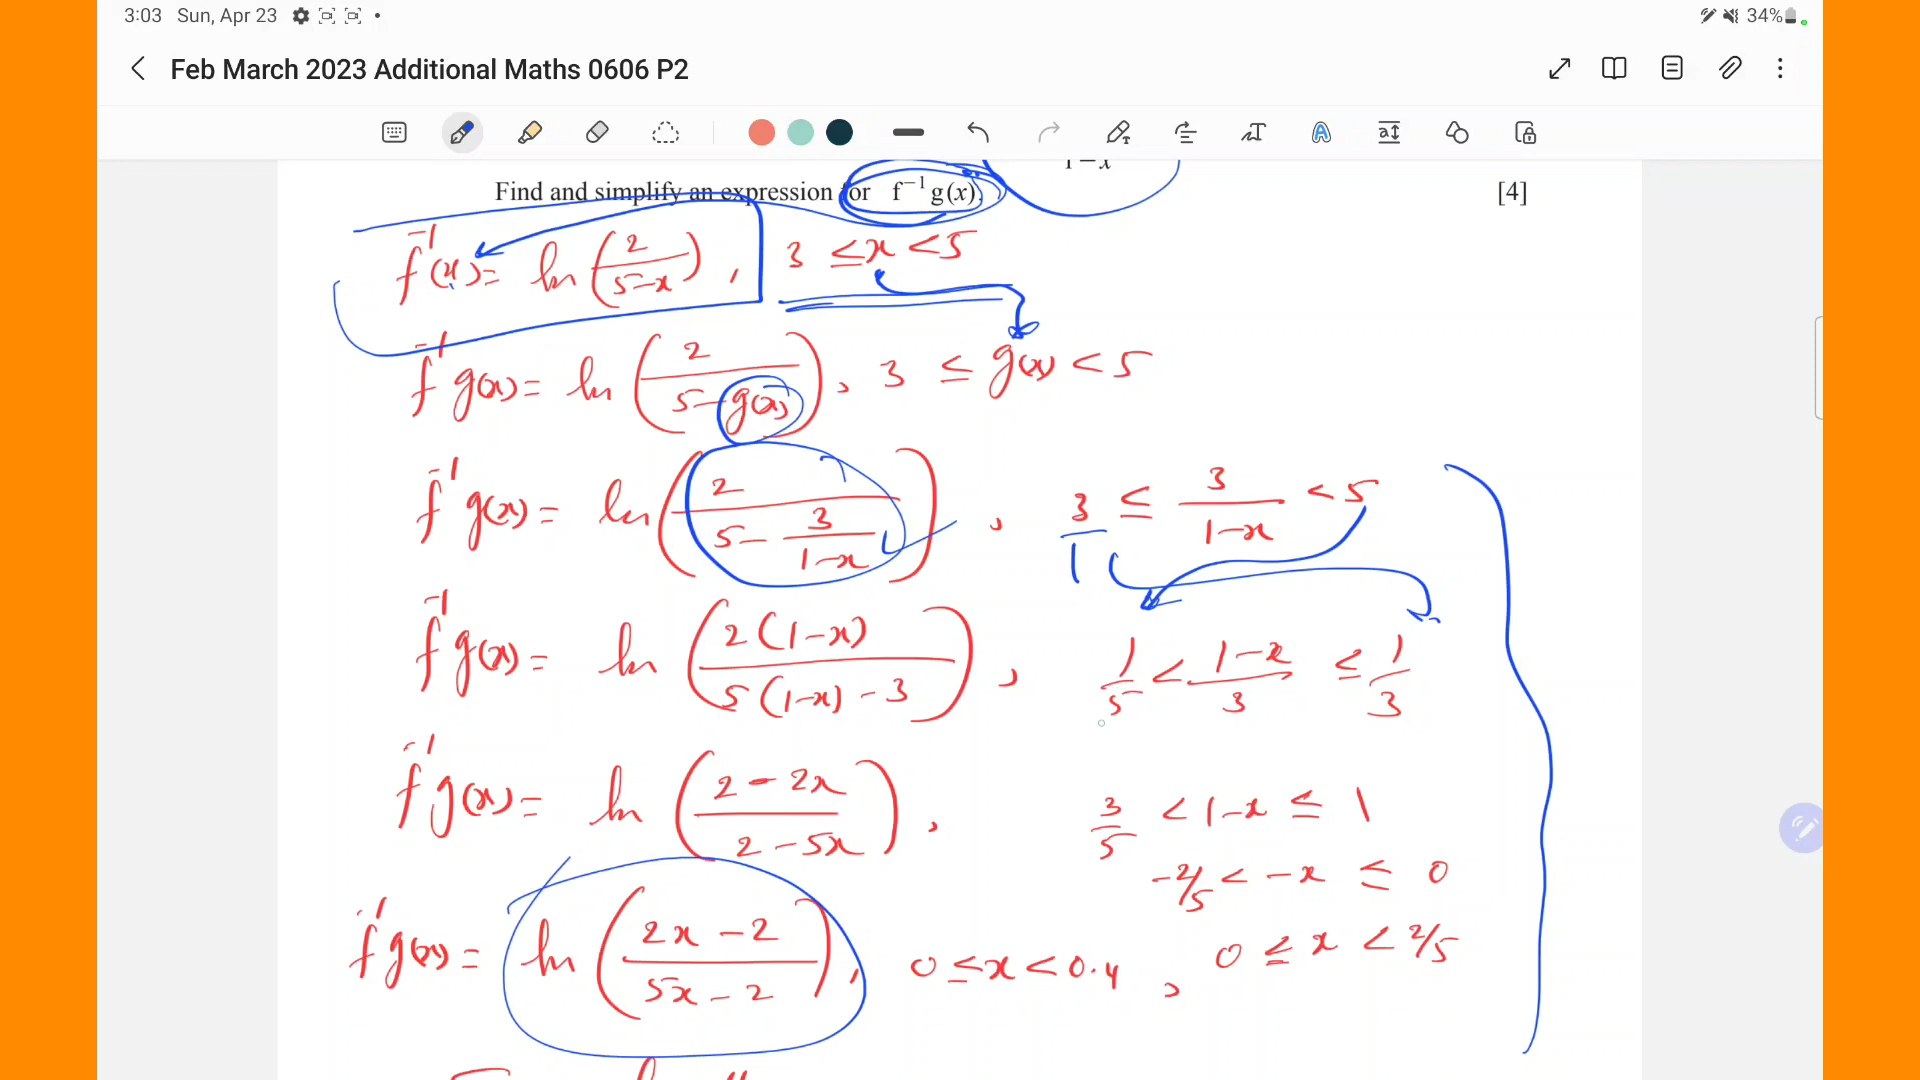 3:03 Sun, Apr 23 34%
Feb March 2023 Additional Maths 0606 P2
1 − x
Find and simplify an expression for f⁻¹g(x). [4]
f⁻¹(x) = ln(2/(5−x)), 3 ≤ x < 5
f⁻¹g(x) = ln(2/(5−g(x))), 3 ≤ g(x) < 5
f⁻¹g(x) = ln(2/(5−3/(1−x))), 3/1 ≤ 3/(1−x) < 5
f⁻¹g(x) = ln(2(1−x)/(5(1−x)−3)), 1/5 < (1−x)/3 ≤ 1/3
f⁻¹g(x) = ln((2−2x)/(2−5x)), 3/5 < 1−x ≤ 1
−2/5 < −x ≤ 0
f⁻¹g(x) = ln((2x−2)/(5x−2)), 0 ≤ x < 0.4, 0 ≤ x < 2/5